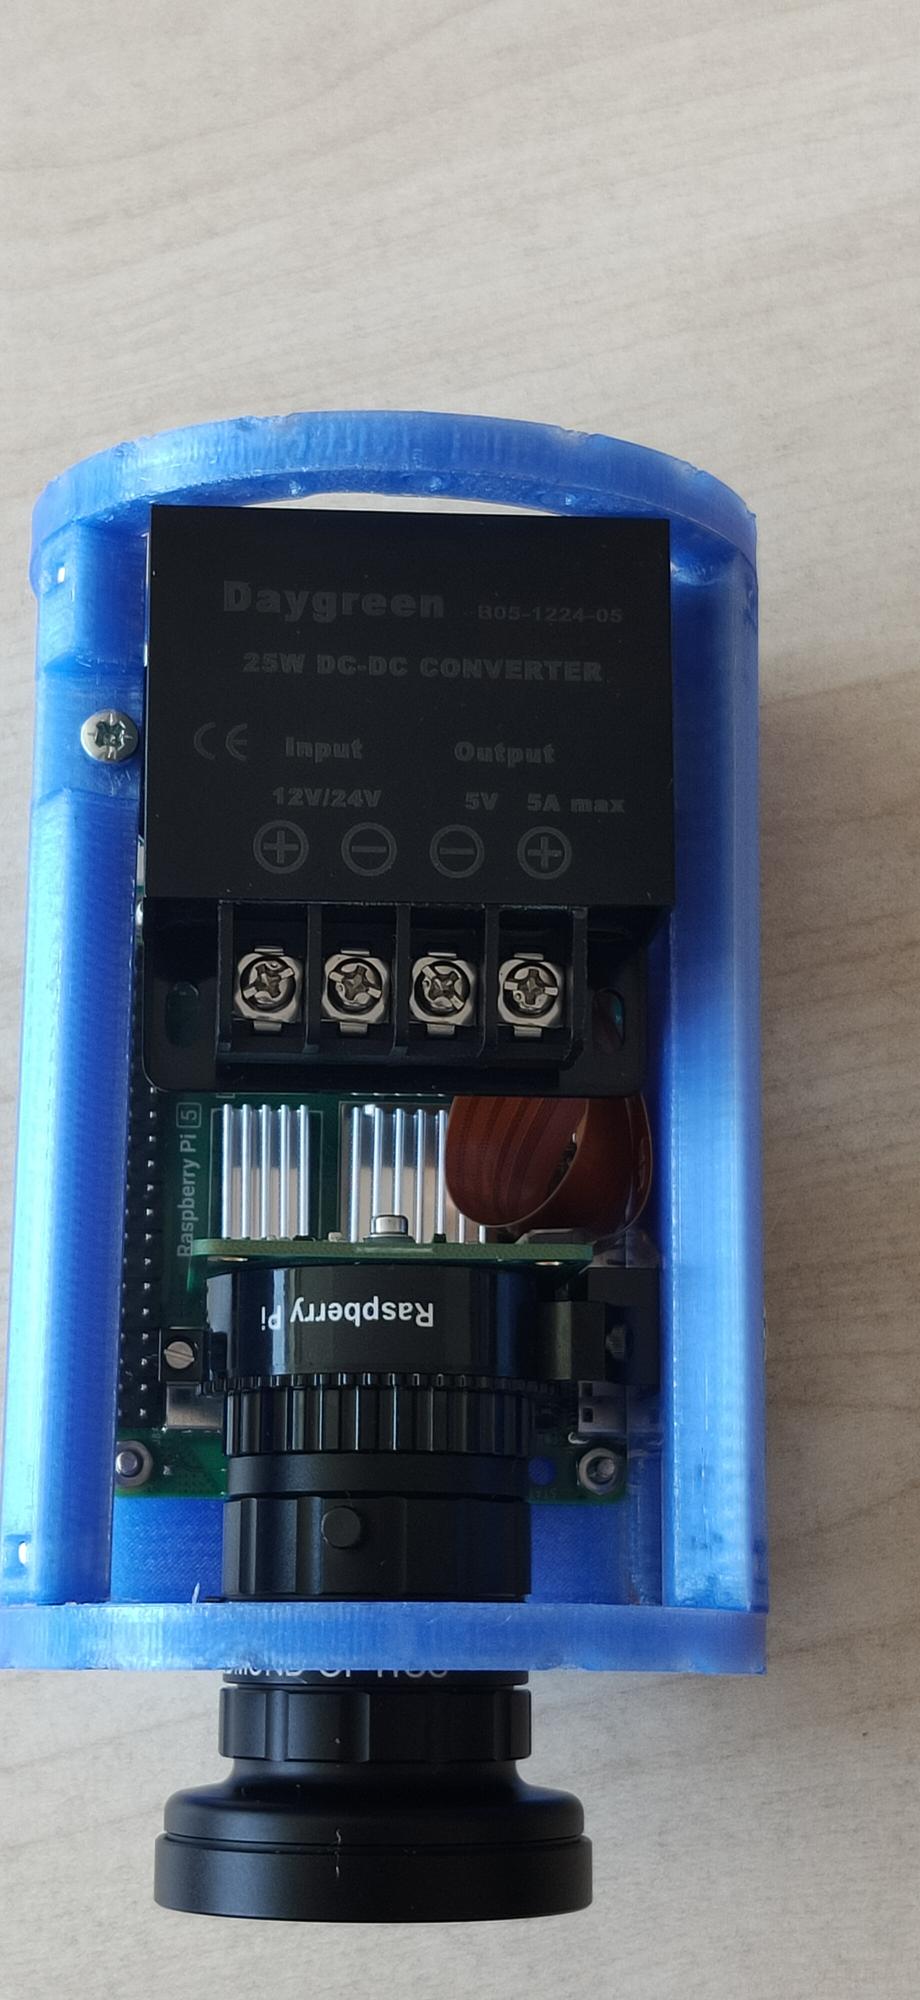 Daygreen B05-1224-05
25W DC-DC CONVERTER
CE Input Output
12V/24V 5V 5A max
+ - - +
Raspberry Pi 5
Raspberry Pi